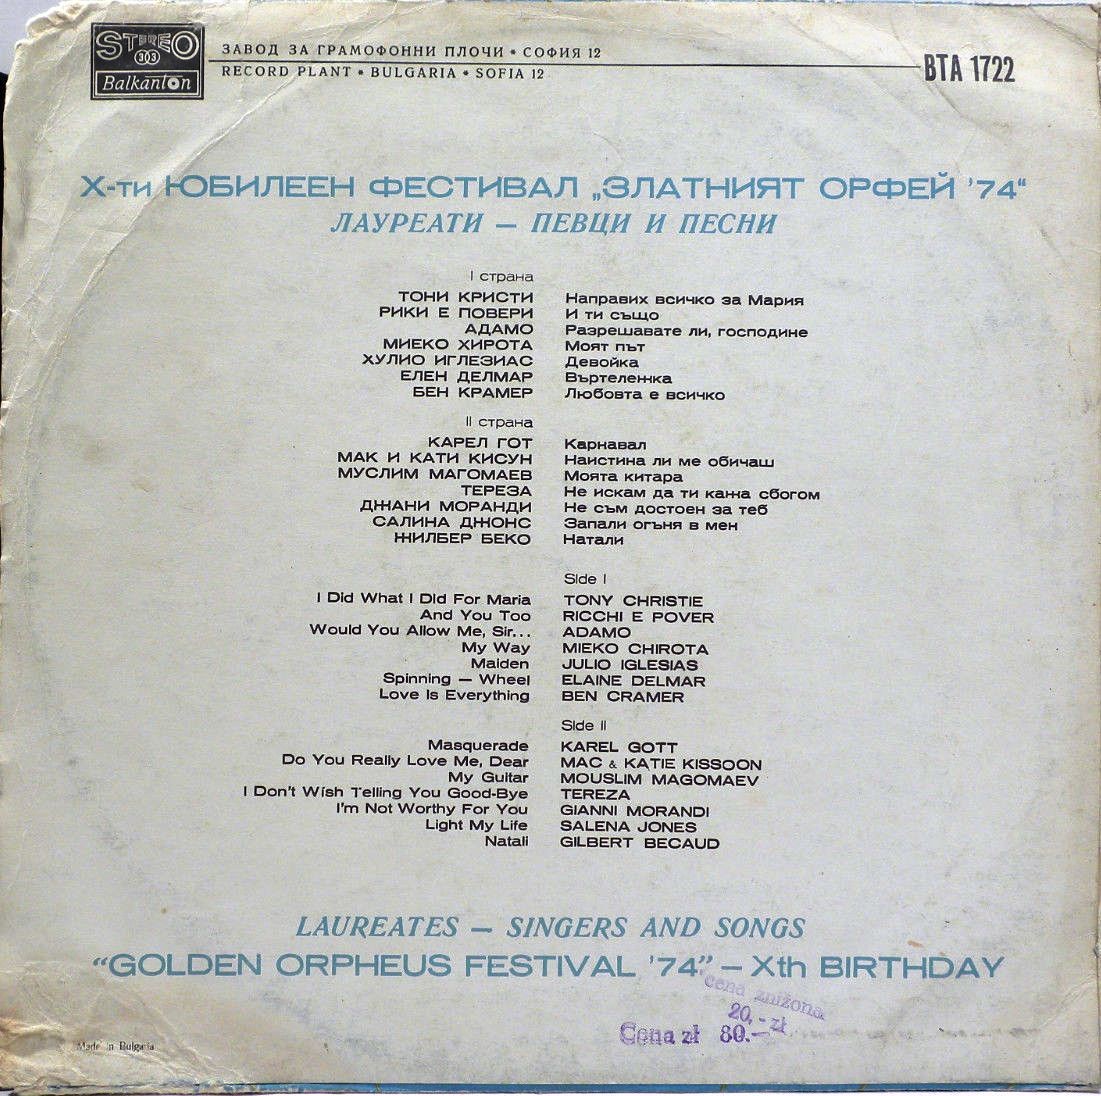 STEREO
303
Balkanton
ЗАВОД ЗА ГРАМОФОННИ ПЛОЧИ • СОФИЯ 12
RECORD PLANT • BULGARIA • SOFIA 12
ВТА 1722
X-ти ЮБИЛЕЕН ФЕСТИВАЛ „ЗЛАТНИЯТ ОРФЕЙ '74“
ЛАУРЕАТИ — ПЕВЦИ И ПЕСНИ
I страна
ТОНИ КРИСТИ Направих всичко за Мария
РИКИ Е ПОВЕРИ И ти също
АДАМО Разрешавате ли, господине
МИЕКО ХИРОТА Моят път
ХУЛИО ИГЛЕЗИАС Девойка
ЕЛЕН ДЕЛМАР Въртележка
БЕН КРАМЕР Любовта е всичко
II страна
КАРЕЛ ГОТ Карнавал
МАК И КАТИ КИСУН Наистина ли ме обичаш
МУСЛИМ МАГОМАЕВ Моята китара
ТЕРЕЗА Не искам да ти кажа сбогом
ДЖАНИ МОРАНДИ Не съм достоен за теб
САЛИНА ДЖОНС Запали огъня в мен
ЖИЛБЕР БЕКО Натали
Side I
I Did What I Did For Maria TONY CHRISTIE
And You Too RICCHI E POVER
Would You Allow Me, Sir... ADAMO
My Way MIEKO CHIROTA
Maiden JULIO IGLESIAS
Spinning — Wheel ELAINE DELMAR
Love Is Everything BEN CRAMER
Side II
Masquerade KAREL GOTT
Do You Really Love Me, Dear MAC & KATIE KISSOON
My Guitar MOUSLIM MAGOMAEV
I Don't Wish Telling You Good-Bye TEREZA
I'm Not Worthy For You GIANNI MORANDI
Light My Life SALENA JONES
Natali GILBERT BECAUD
LAUREATES — SINGERS AND SONGS
“GOLDEN ORPHEUS FESTIVAL '74” — Xth BIRTHDAY
cena zniżona
20.- zł
Cena zł 80.—
Made in Bulgaria